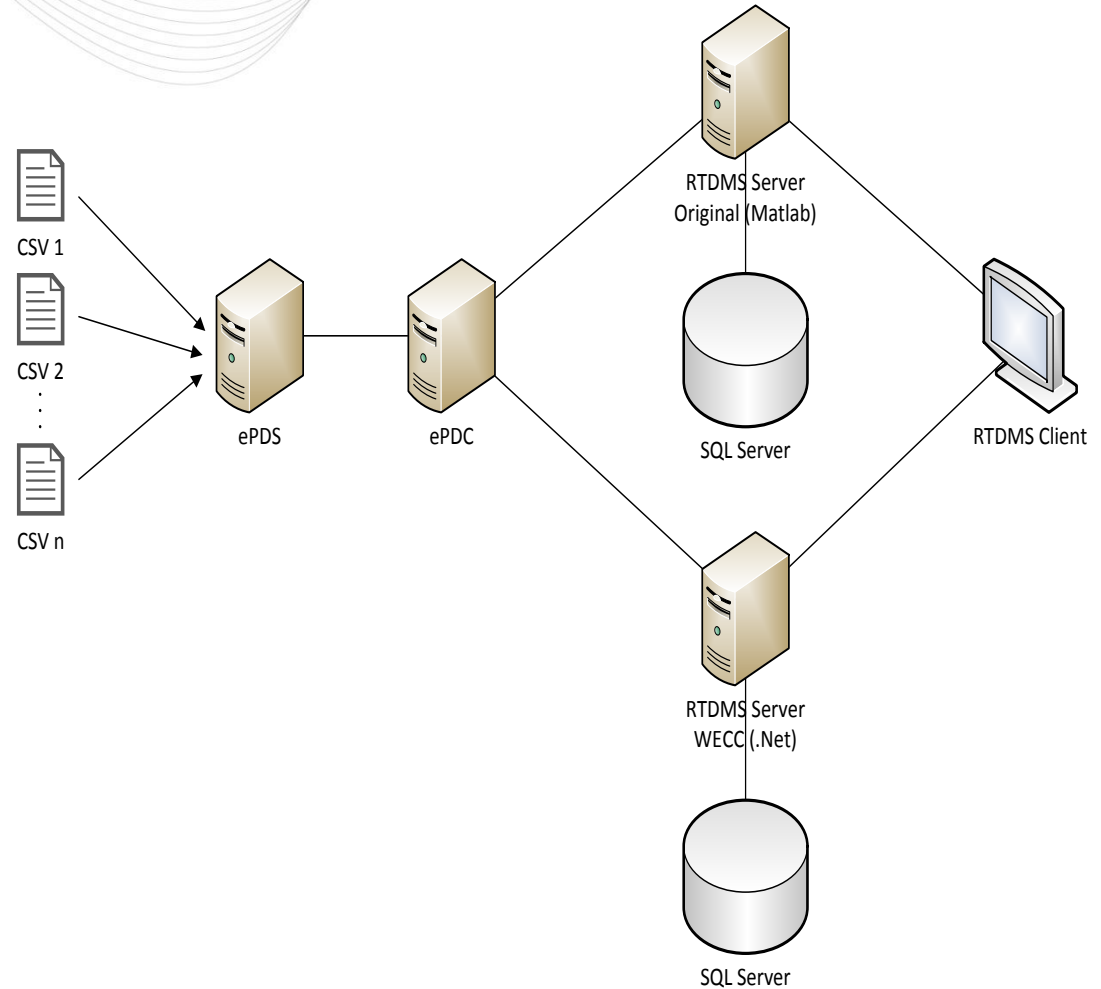 RTDMS Server
Original (Matlab)
CSV 1
CSV 2
.
.
.
CSV n
ePDS
ePDC
SQL Server
RTDMS Client
RTDMS Server
WECC (.Net)
SQL Server